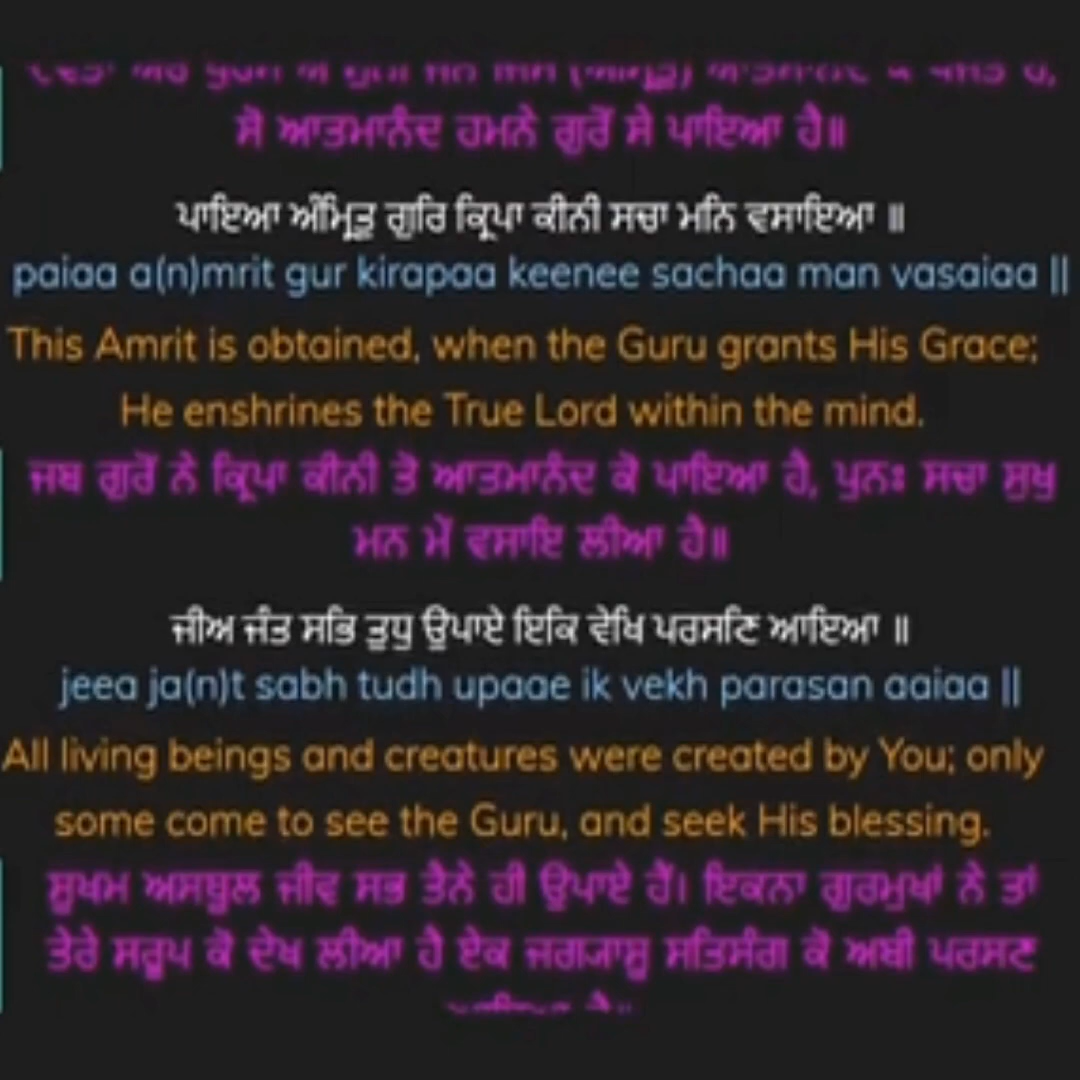 ਸੋ ਆਤਮਾਨੰਦ ਹਮਨੇ ਗੁਰੋਂ ਸੇ ਪਾਇਆ ਹੈ॥
ਪਾਇਆ ਅੰਮ੍ਰਿਤੁ ਗੁਰਿ ਕ੍ਰਿਪਾ ਕੀਨੀ ਸਚਾ ਮਨਿ ਵਸਾਇਆ ॥
paiaa a(n)mrit gur kirapaa keenee sachaa man vasaiaa ||
This Amrit is obtained, when the Guru grants His Grace;
He enshrines the True Lord within the mind.
ਜਬ ਗੁਰੋਂ ਨੇ ਕ੍ਰਿਪਾ ਕੀਨੀ ਤੋ ਆਤਮਾਨੰਦ ਕੋ ਪਾਇਆ ਹੈ, ਪੁਨਃ ਸਚਾ ਸੁਖੁ
ਮਨ ਮੇਂ ਵਸਾਇ ਲੀਆ ਹੈ॥
ਜੀਅ ਜੰਤ ਸਭਿ ਤੁਧੁ ਉਪਾਏ ਇਕਿ ਵੇਖਿ ਪਰਸਣਿ ਆਇਆ ॥
jeea ja(n)t sabh tudh upaae ik vekh parasan aaiaa ||
All living beings and creatures were created by You; only
some come to see the Guru, and seek His blessing.
ਸੂਖਮ ਅਸਥੂਲ ਜੀਵ ਸਭ ਤੈਨੇ ਹੀ ਉਪਾਏ ਹੈਂ। ਇਕਨਾ ਗੁਰਮੁਖਾਂ ਨੇ ਤਾਂ
ਤੇਰੇ ਸਰੂਪ ਕੋ ਦੇਖ ਲੀਆ ਹੈ ਏਕ ਜਗਯਾਸੂ ਸਤਿਸੰਗ ਕੋ ਅਬੀ ਪਰਸਣ